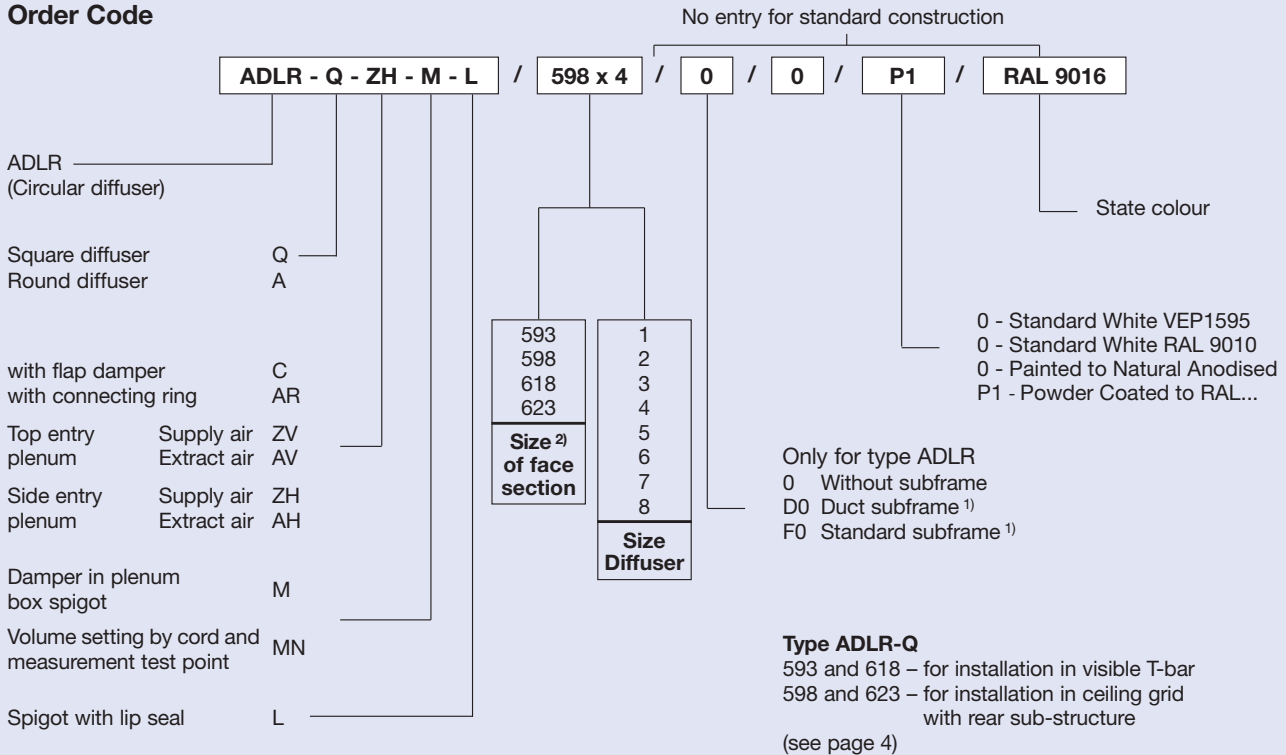 Order Code
No entry for standard construction
ADLR - Q - ZH - M - L / 598 x 4 / 0 / 0 / P1 / RAL 9016
ADLR
(Circular diffuser)
State colour
Square diffuser Q
Round diffuser A
with flap damper C
with connecting ring AR
Top entry Supply air ZV
plenum Extract air AV
Side entry Supply air ZH
plenum Extract air AH
Damper in plenum
box spigot M
Volume setting by cord and
measurement test point MN
Spigot with lip seal L
593
598
618
623
Size 2)
of face
section
1
2
3
4
5
6
7
8
Size
Diffuser
0 - Standard White VEP1595
0 - Standard White RAL 9010
0 - Painted to Natural Anodised
P1 - Powder Coated to RAL...
Only for type ADLR
0 Without subframe
D0 Duct subframe 1)
F0 Standard subframe 1)
Type ADLR-Q
593 and 618 – for installation in visible T-bar
598 and 623 – for installation in ceiling grid
with rear sub-structure
(see page 4)